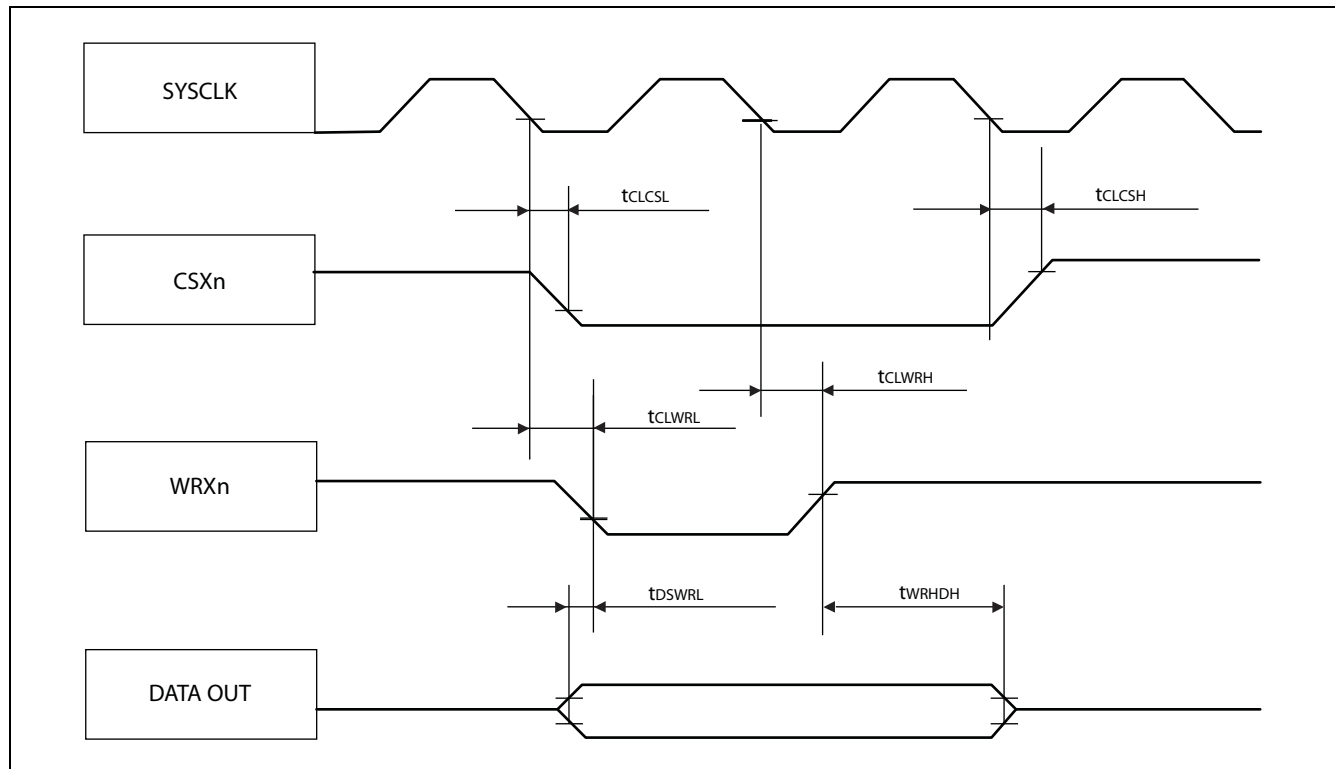 SYSCLK
tCLCSL
tCLCSH
CSXn
tCLWRH
tCLWRL
WRXn
tDSWRL
tWRHDH
DATA OUT